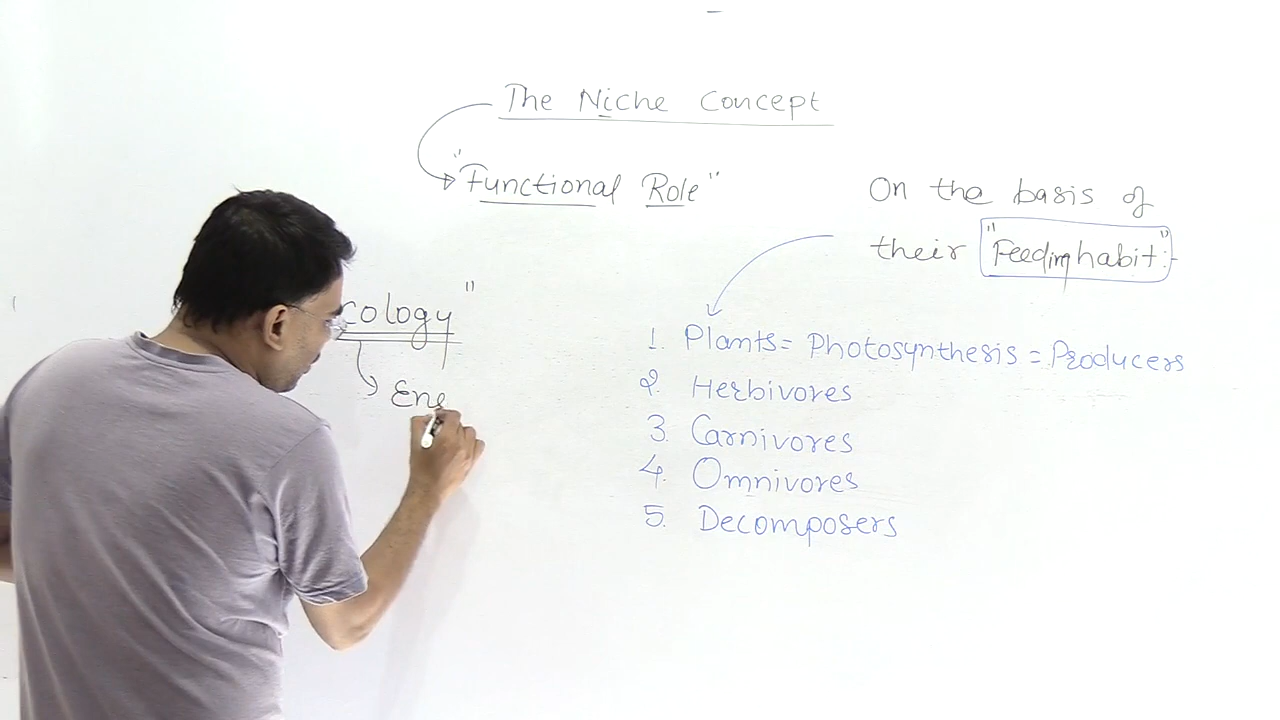 The Niche Concept
"Functional Role"
On the basis of
their "Feeding habit":-
cology"
Ene
1. Plants = Photosynthesis = Producers
2. Herbivores
3. Carnivores
4. Omnivores
5. Decomposers